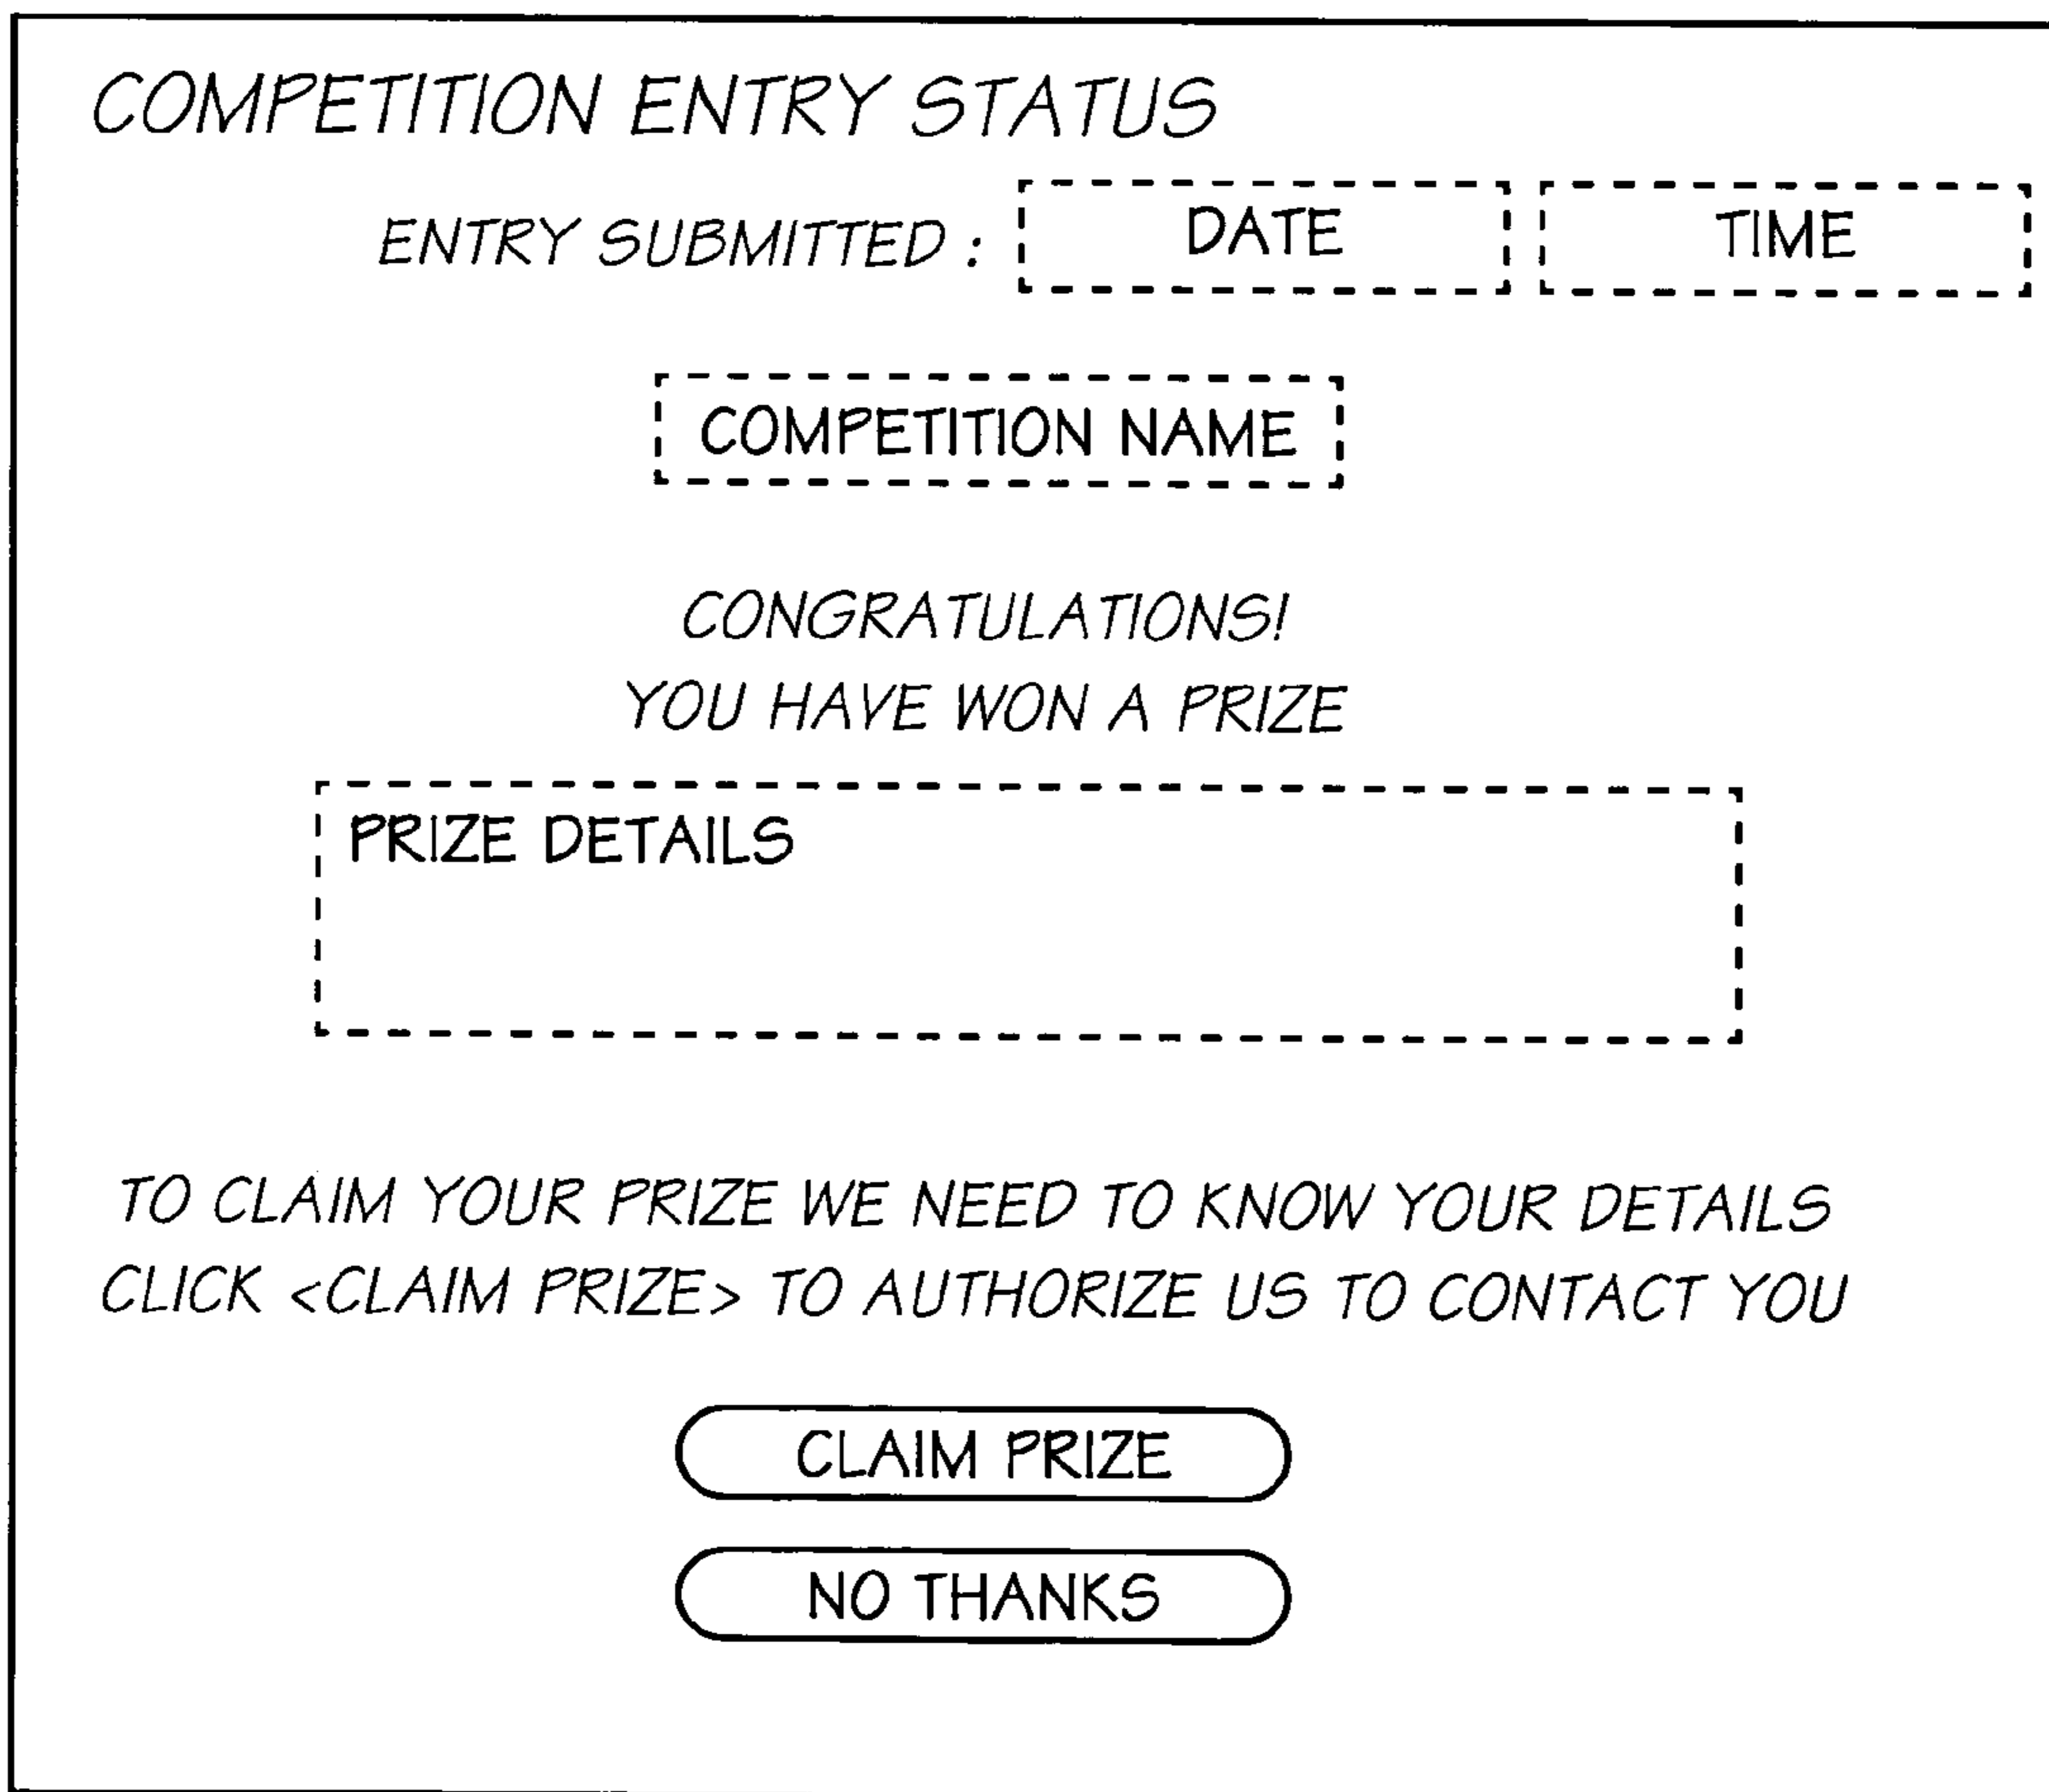 COMPETITION ENTRY STATUS
ENTRY SUBMITTED : DATE TIME
COMPETITION NAME
CONGRATULATIONS!
YOU HAVE WON A PRIZE
PRIZE DETAILS
TO CLAIM YOUR PRIZE WE NEED TO KNOW YOUR DETAILS
CLICK <CLAIM PRIZE> TO AUTHORIZE US TO CONTACT YOU
CLAIM PRIZE
NO THANKS